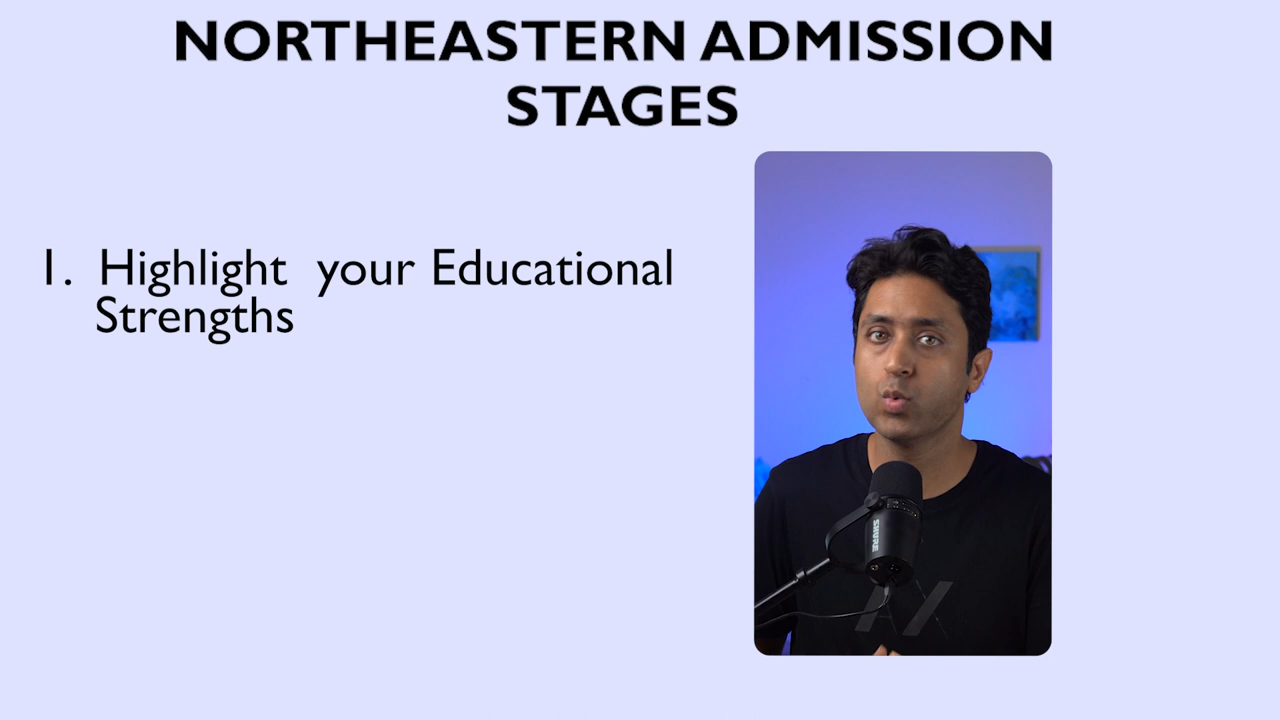 NORTHEASTERN ADMISSION
STAGES
1. Highlight your Educational
Strengths
SHURE